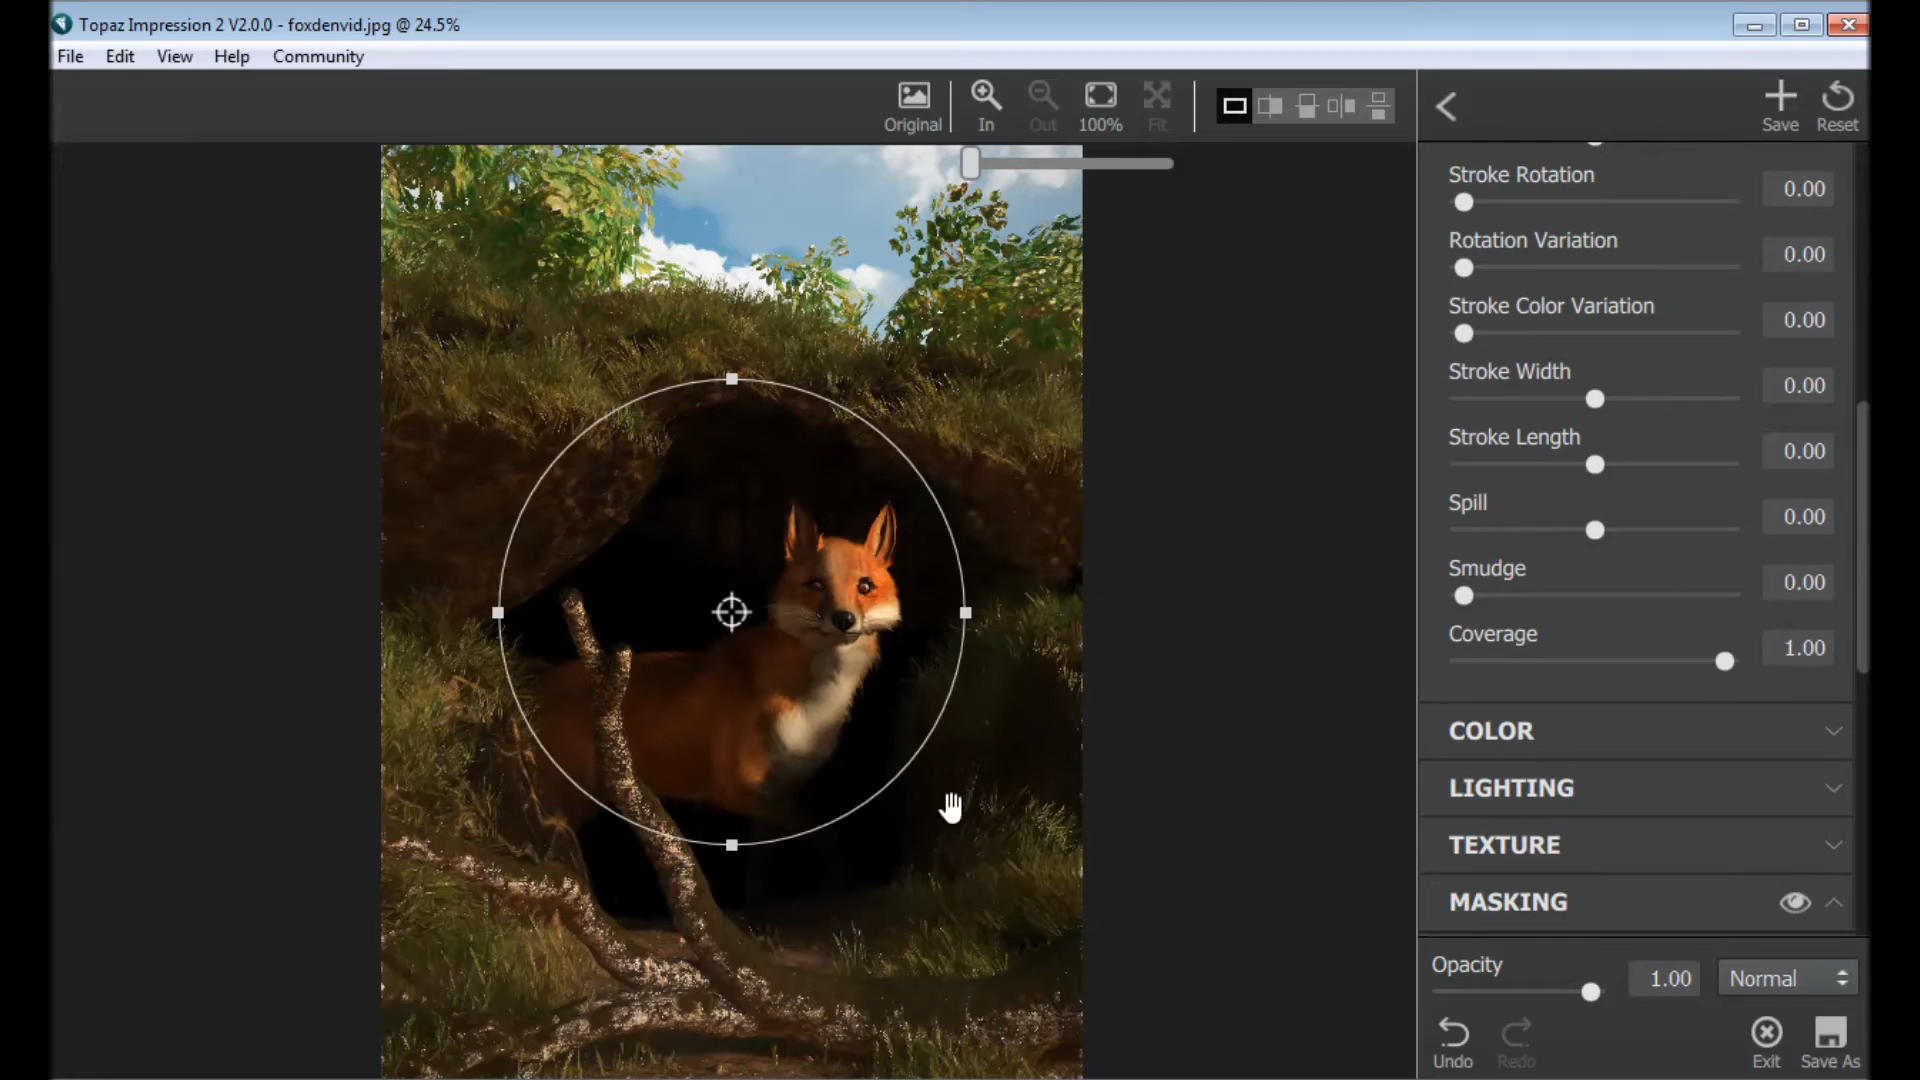 Topaz Impression 2 V2.0.0 - foxdenvid.jpg @ 24.5%
File Edit View Help Community
Original In Out 100% Fit Save Reset
Stroke Rotation 0.00
Rotation Variation 0.00
Stroke Color Variation 0.00
Stroke Width 0.00
Stroke Length 0.00
Spill 0.00
Smudge 0.00
Coverage 1.00
COLOR
LIGHTING
TEXTURE
MASKING
Opacity 1.00 Normal
Undo Redo Exit Save As